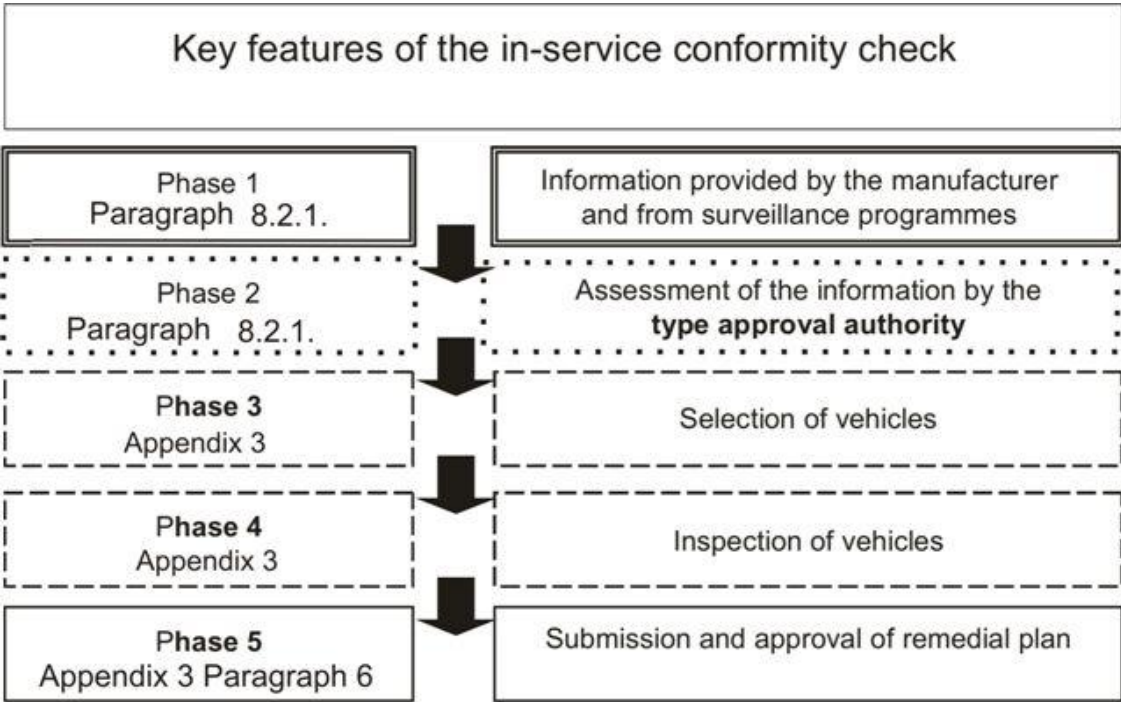 Key features of the in-service conformity check
Phase 1
Paragraph 8.2.1.
Information provided by the manufacturer
and from surveillance programmes
Phase 2
Paragraph 8.2.1.
Assessment of the information by the
type approval authority
Phase 3
Appendix 3
Selection of vehicles
Phase 4
Appendix 3
Inspection of vehicles
Phase 5
Appendix 3 Paragraph 6
Submission and approval of remedial plan